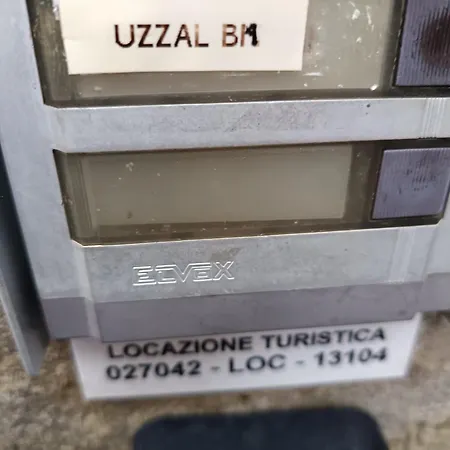 UZZAL BM
ELVOX
LOCAZIONE TURISTICA
027042 - LOC - 13104